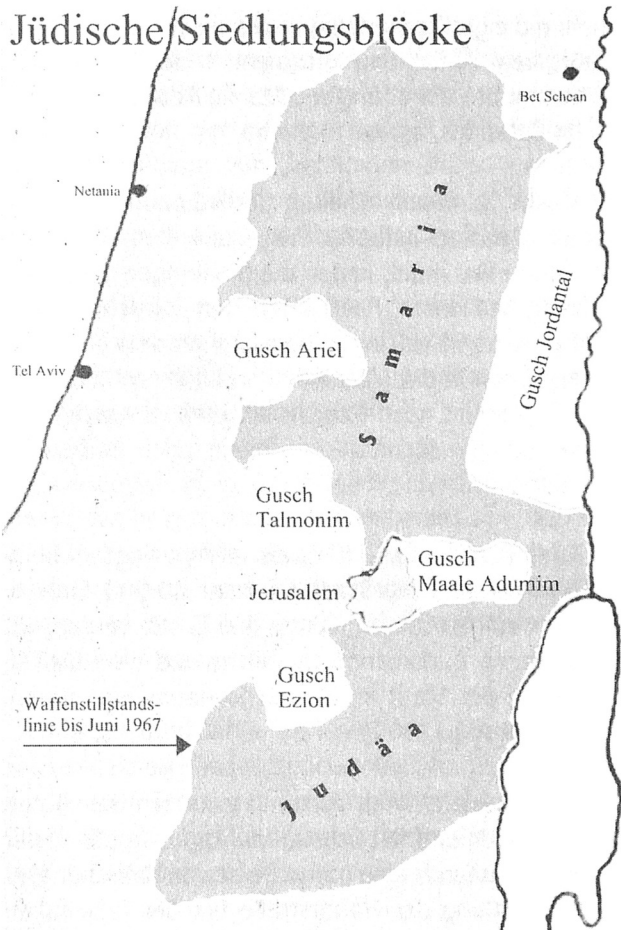 Jüdische Siedlungsblöcke
Bet Schean
Netania
Samaria
Gusch Jordantal
Gusch Ariel
Tel Aviv
Gusch
Talmonim
Gusch
Maale Adumim
Jerusalem
Gusch
Ezion
Waffenstillstands-
linie bis Juni 1967
Judäa